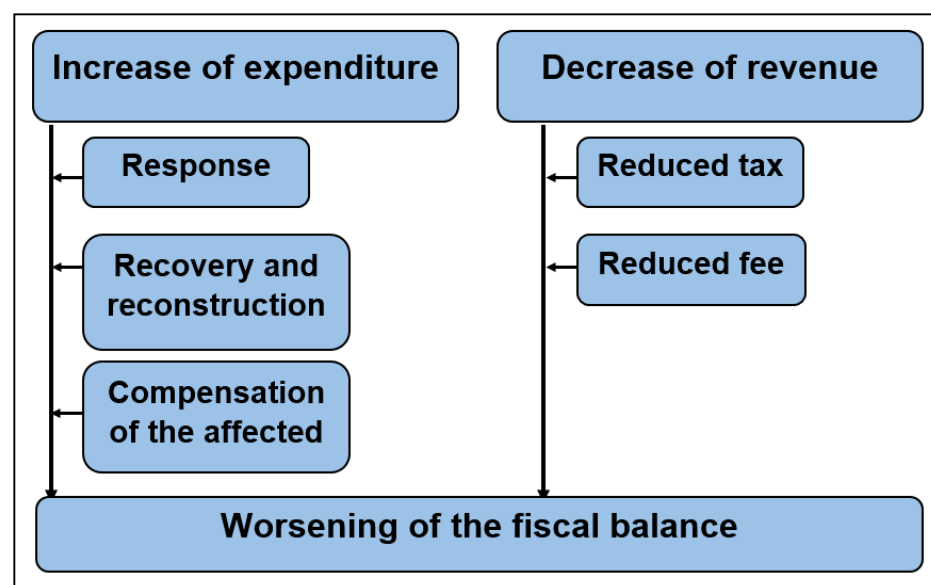 Increase of expenditure
Response
Recovery and
reconstruction
Compensation
of the affected
Decrease of revenue
Reduced tax
Reduced fee
Worsening of the fiscal balance